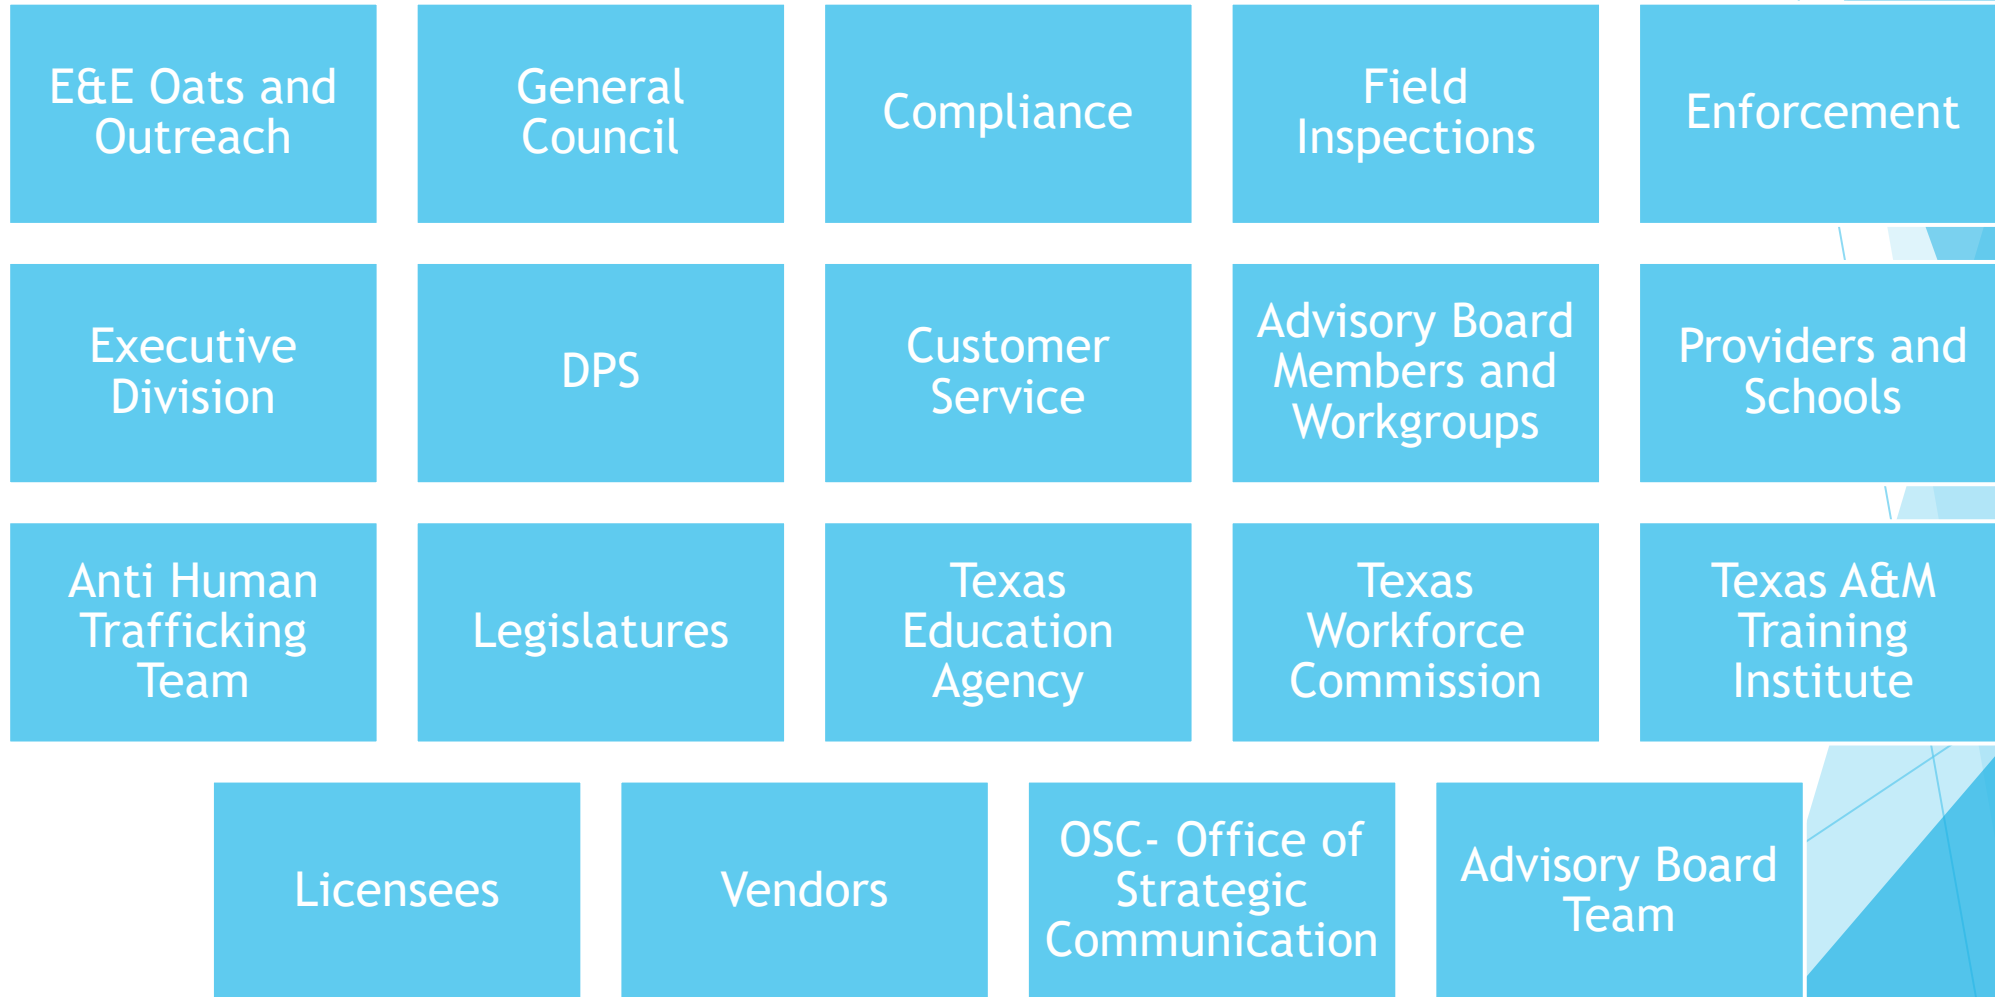 E&E Oats and
Outreach
General
Council
Compliance
Field
Inspections
Enforcement
Executive
Division
DPS
Customer
Service
Advisory Board
Members and
Workgroups
Providers and
Schools
Anti Human
Trafficking
Team
Legislatures
Texas
Education
Agency
Texas
Workforce
Commission
Texas A&M
Training
Institute
Licensees
Vendors
OSC- Office of
Strategic
Communication
Advisory Board
Team